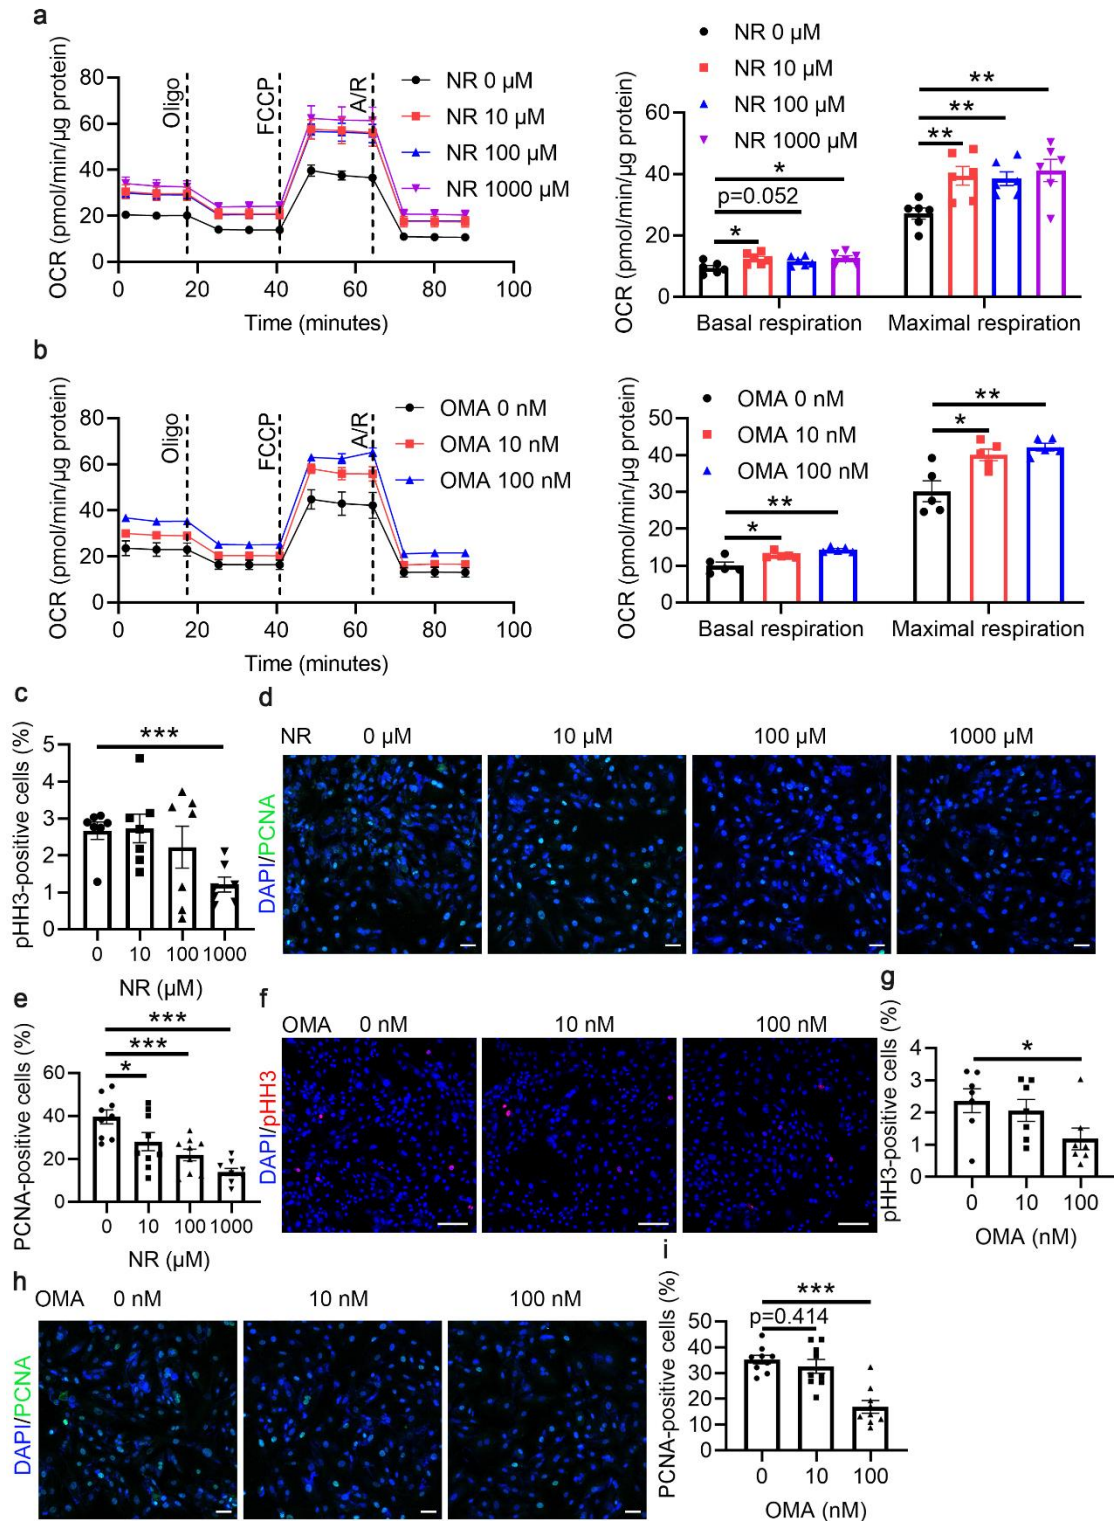 a
OCR (pmol/min/µg protein)
80
60
40
20
0
Oligo
FCCP
A/R
NR 0 µM
NR 10 µM
NR 100 µM
NR 1000 µM
0 20 40 60 80 100
Time (minutes)
NR 0 µM
NR 10 µM
NR 100 µM
NR 1000 µM
OCR (pmol/min/µg protein)
60
40
20
0
*
p=0.052
*
**
**
**
Basal respiration Maximal respiration
b
OCR (pmol/min/µg protein)
80
60
40
20
0
Oligo
FCCP
A/R
OMA 0 nM
OMA 10 nM
OMA 100 nM
0 20 40 60 80 100
Time (minutes)
OMA 0 nM
OMA 10 nM
OMA 100 nM
OCR (pmol/min/µg protein)
50
40
30
20
10
0
**
*
**
*
Basal respiration Maximal respiration
c
pHH3-positive cells (%)
5
4
3
2
1
0
***
0 10 100 1000
NR (µM)
d
NR 0 µM 10 µM 100 µM 1000 µM
DAPI/PCNA
e
PCNA-positive cells (%)
60
40
20
0
***
***
*
0 10 100 1000
NR (µM)
f
OMA 0 nM 10 nM 100 nM
DAPI/pHH3
g
pHH3-positive cells (%)
4
3
2
1
0
*
0 10 100
OMA (nM)
h
OMA 0 nM 10 nM 100 nM
DAPI/PCNA
i
PCNA-positive cells (%)
50
40
30
20
10
0
***
p=0.414
0 10 100
OMA (nM)